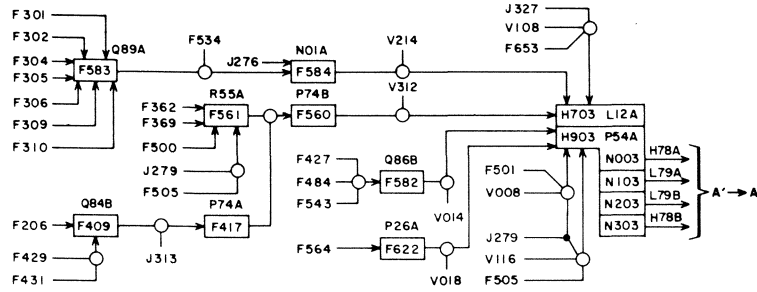 F301
J327
F302
Q89A
F534
V214
V108
N01A
F653
F304
J276
F583
F584
F305
V312
F306
R55A
P74B
F362
F561
F560
H703 L12A
F309
F369
H903 P54A
F310
F500
N003
H78A
F427
Q86B
F501
N103
L79A
J279
F484
F582
V008
N203
L79B
A' → A
F505
F543
N303
H78B
Q84B
P74A
V014
F206
F409
F417
P26A
J279
F564
F622
V116
F429
J313
V018
F505
F431